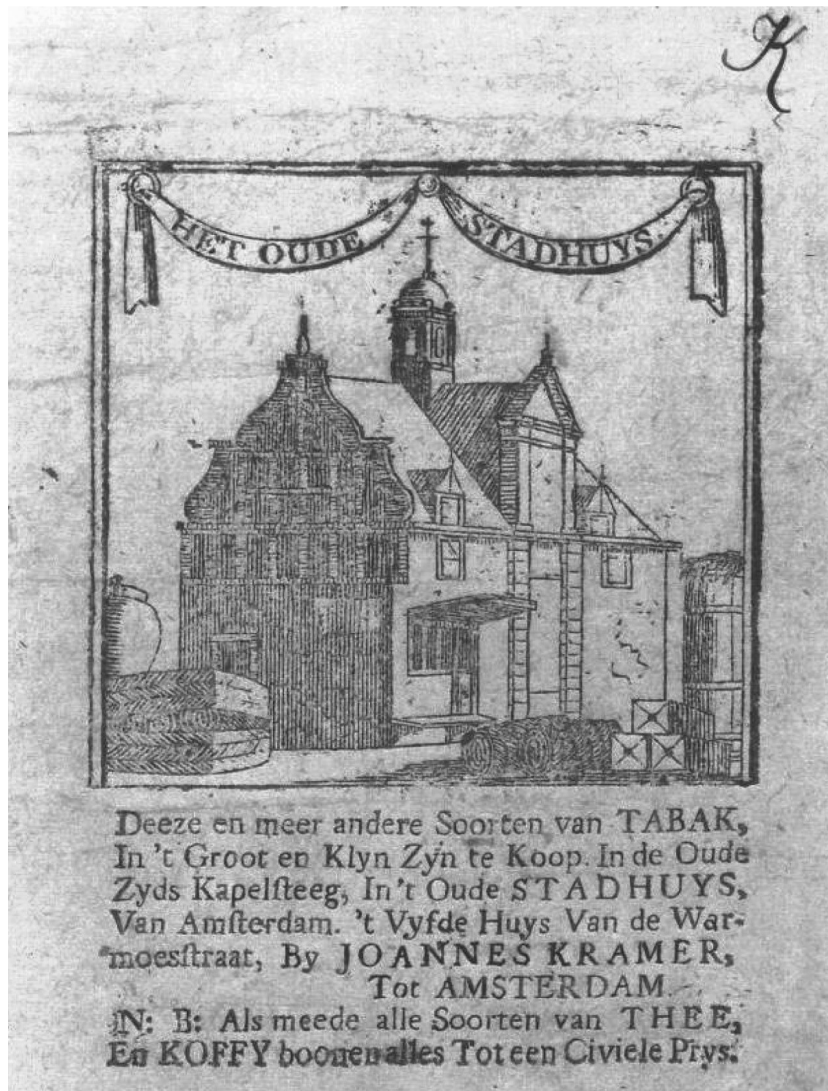 K
HET OUDE STADHUYS.
Deeze en meer andere Soorten van TABAK,
In 't Groot en Klyn Zyn te Koop. In de Oude
Zyds Kapelſteeg, In 't Oude STADHUYS,
Van Amſterdam. 't Vyfde Huys Van de War-
moesſtraat, By JOANNES KRAMER,
Tot AMSTERDAM.
N: B: Als meede alle Soorten van THEE,
En KOFFY boonen alles Tot een Civiele Prys.